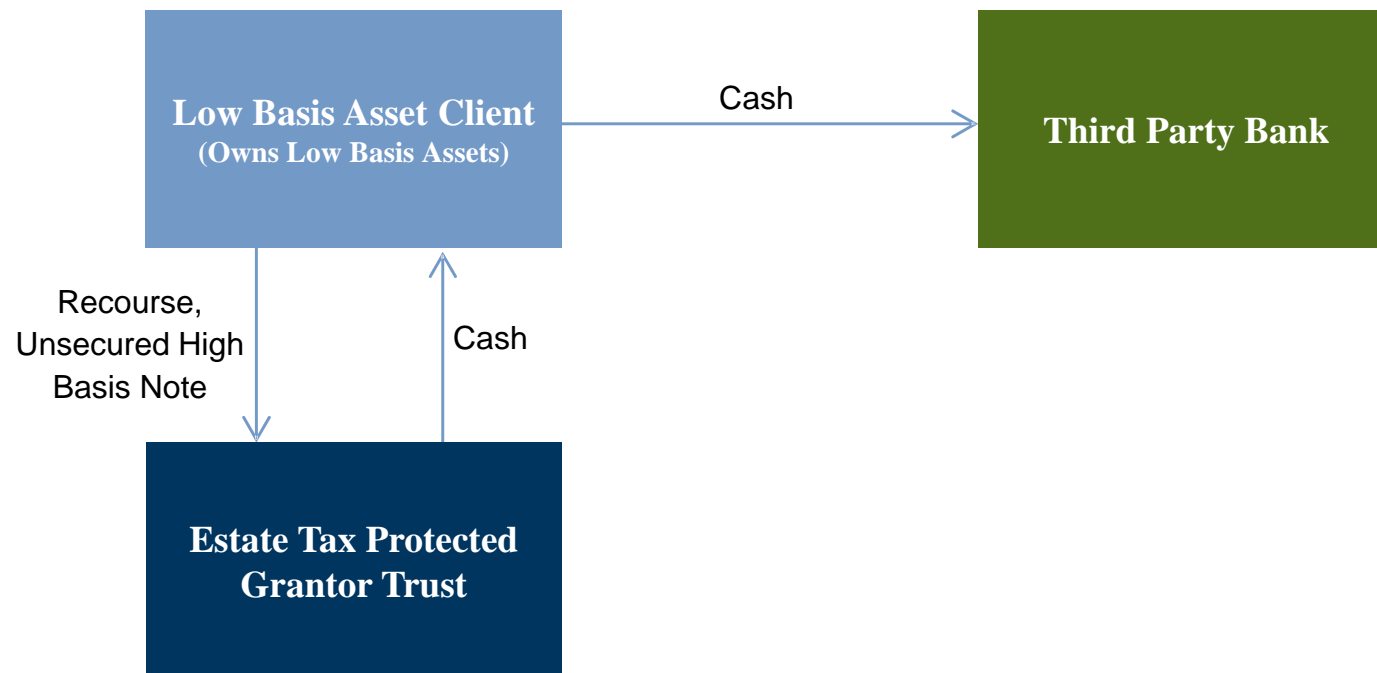 Low Basis Asset Client
(Owns Low Basis Assets)
Cash
Third Party Bank
Recourse,
Unsecured High
Basis Note
Cash
Estate Tax Protected
Grantor Trust